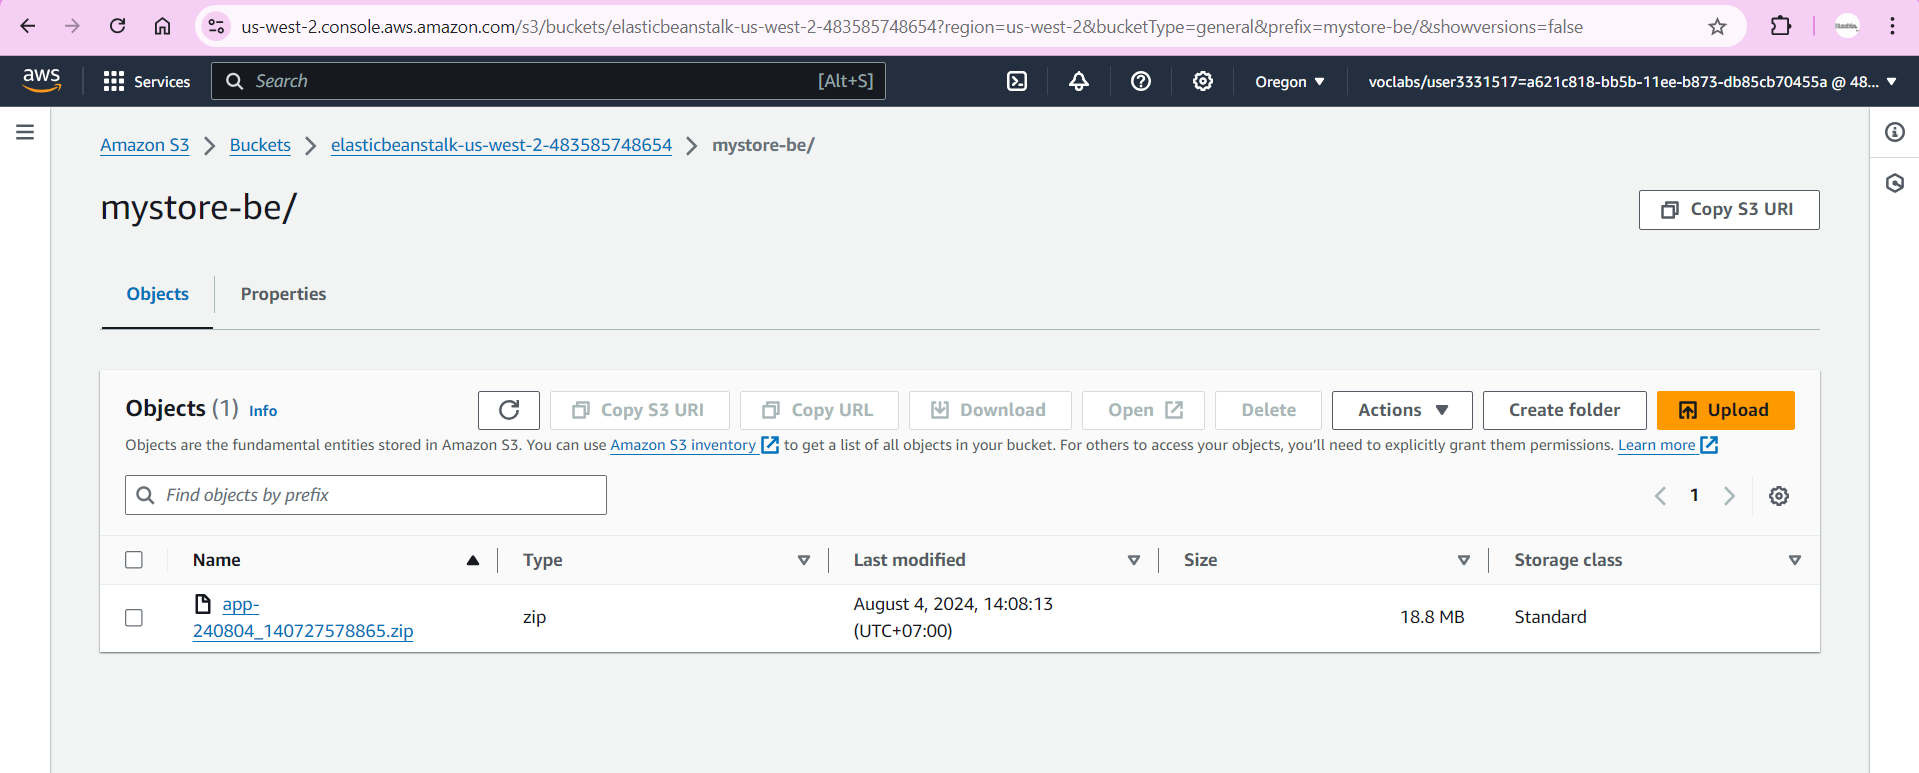 us-west-2.console.aws.amazon.com/s3/buckets/elasticbeanstalk-us-west-2-483585748654?region=us-west-2&bucketType=general&prefix=mystore-be/&showversions=false
aws
Services
Search
[Alt+S]
Oregon
voclabs/user3331517=a621c818-bb5b-11ee-b873-db85cb70455a @ 48...
Amazon S3
Buckets
elasticbeanstalk-us-west-2-483585748654
mystore-be/
mystore-be/
Copy S3 URI
Objects
Properties
Objects (1)
Info
Copy S3 URI
Copy URL
Download
Open
Delete
Actions
Create folder
Upload
Objects are the fundamental entities stored in Amazon S3. You can use Amazon S3 inventory to get a list of all objects in your bucket. For others to access your objects, you'll need to explicitly grant them permissions. Learn more
Find objects by prefix
1
Name
Type
Last modified
Size
Storage class
app-
240804_140727578865.zip
zip
August 4, 2024, 14:08:13
(UTC+07:00)
18.8 MB
Standard